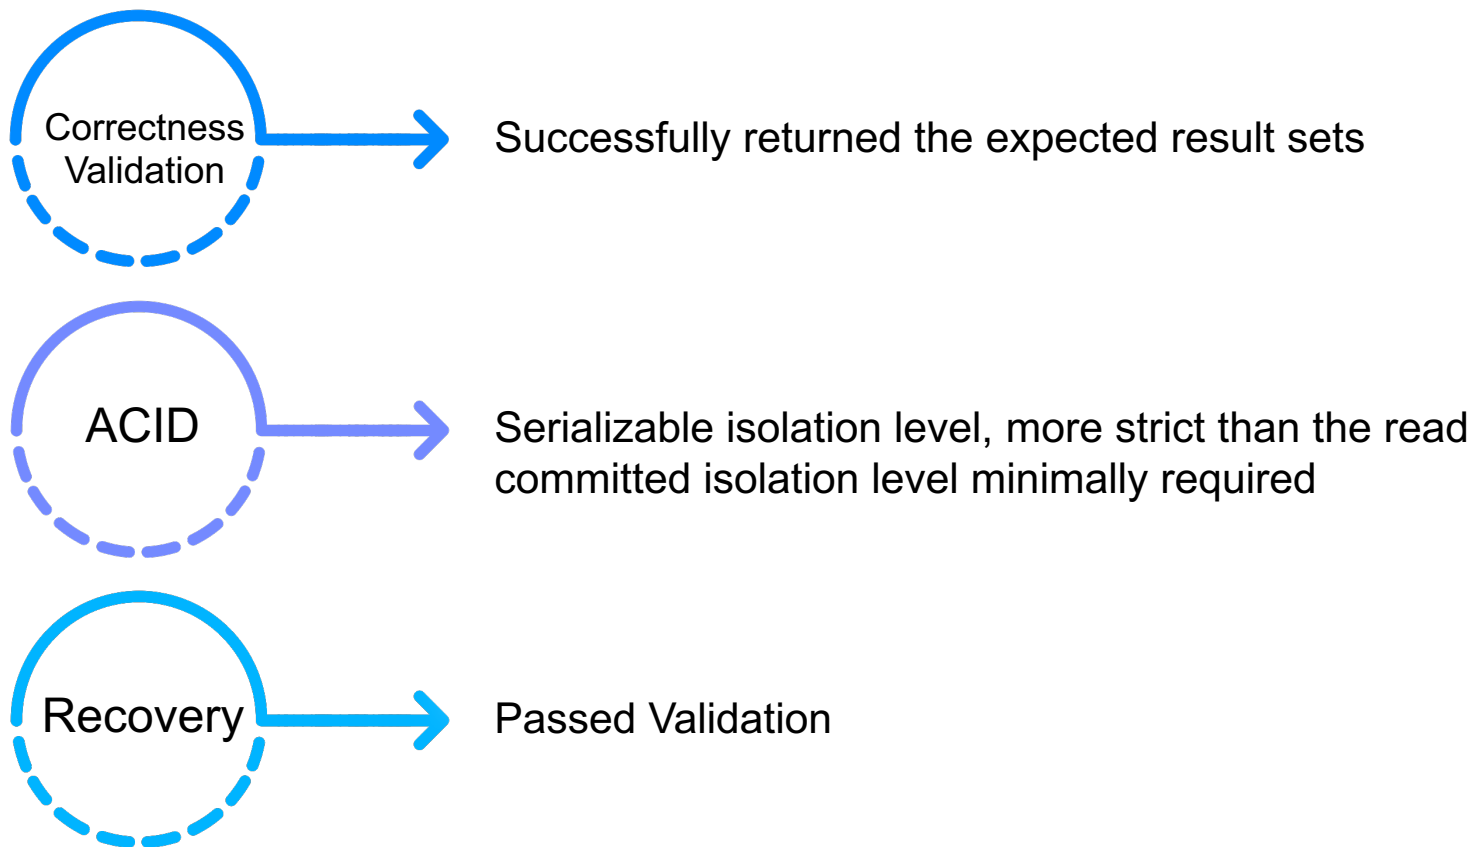 Correctness
Validation
Successfully returned the expected result sets
ACID
Serializable isolation level, more strict than the read
committed isolation level minimally required
Recovery
Passed Validation